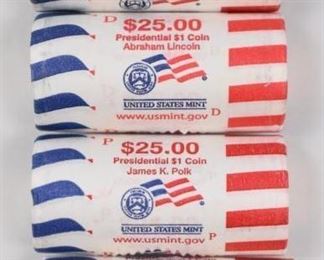 D
$25.00
Presidential $1 Coin
Abraham Lincoln
UNITED STATES MINT
www.usmint.gov D
P
$25.00
Presidential $1 Coin
James K. Polk
UNITED STATES MINT
www.usmint.gov P